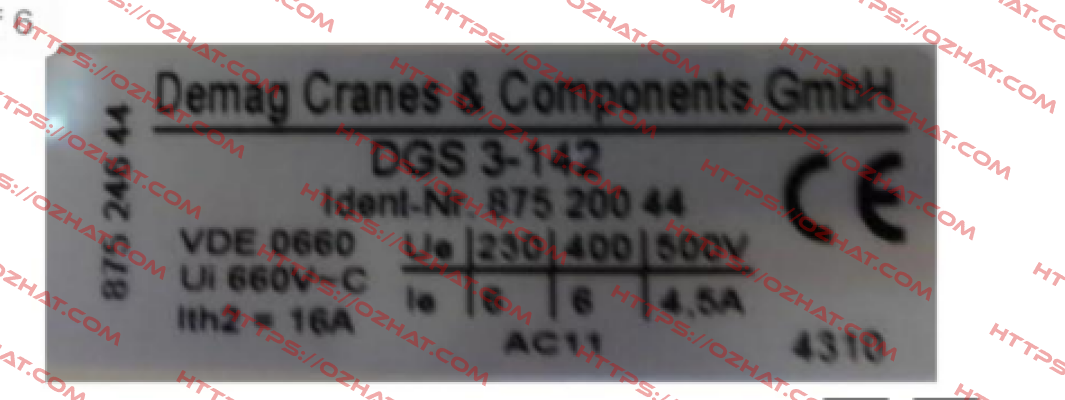 Demag Cranes & Components GmbH
DGS 3-142
Ident-Nr. 875 200 44
CE
875 246 44
VDE 0660
Ui 660V~C
Ith2 = 16A
Ue 230 400 500V
Ie 6 6 4,5A
AC11
4310
HTTPS://OZHAT.COM